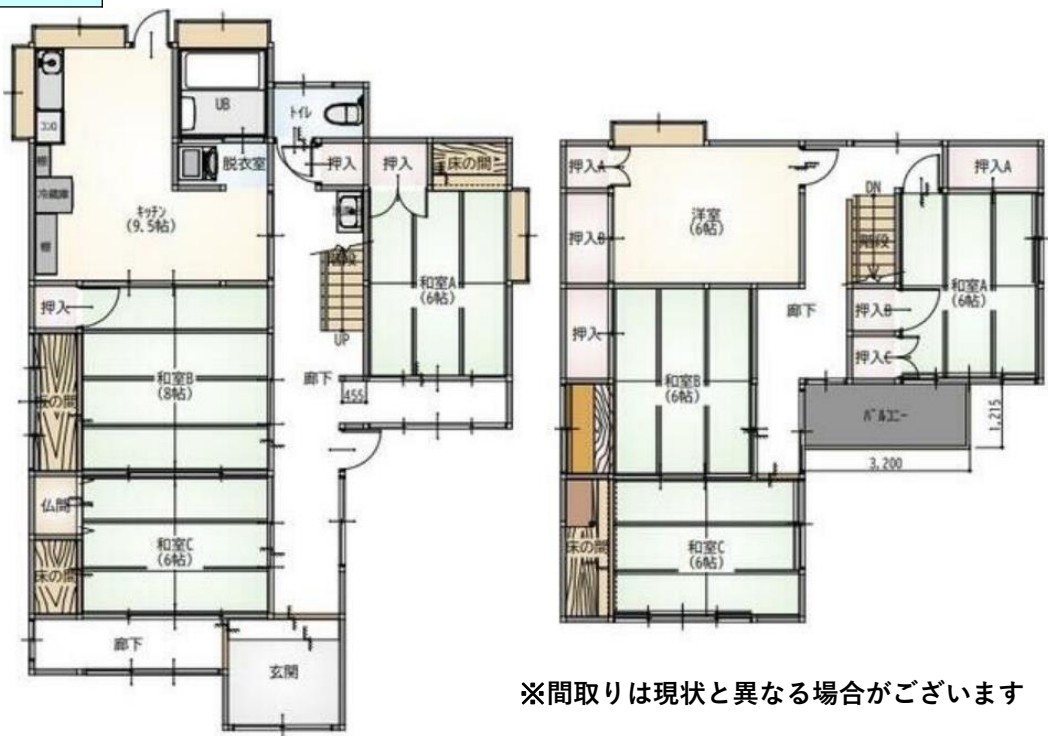 UB
トイレ
コンロ
棚
冷蔵庫
棚
キッチン
(9.5帖)
脱衣室
押入
押入
床の間
和室A
(6帖)
階段
UP
廊下
455
押入
和室B
(8帖)
板の間
仏間
床の間
和室C
(6帖)
廊下
玄関
押入A
押入B
洋室
(6帖)
DN
階段
押入A
和室A
(6帖)
廊下
押入B
押入C
押入
和室B
(6帖)
バルコニー
1,215
3,200
床の間
和室C
(6帖)
※間取りは現状と異なる場合がございます